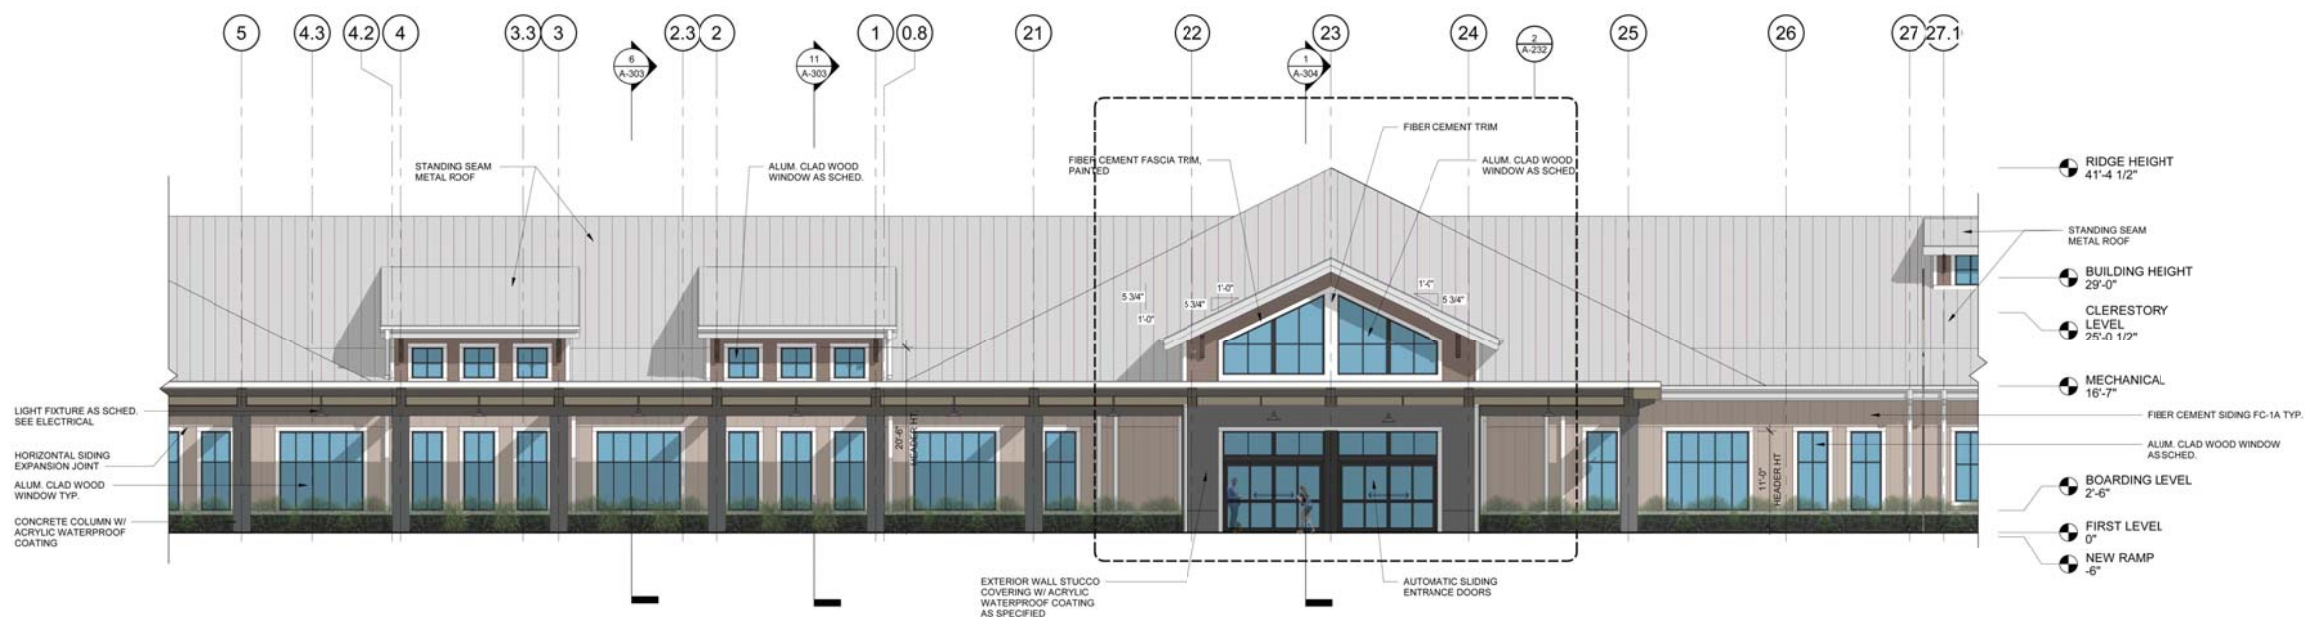 5
4.3
4.2
4
3.3
3
2.3
2
1
0.8
21
22
23
24
25
26
27
27.1
6
A-303
11
A-303
1
A-304
2
A-232
STANDING SEAM
METAL ROOF
ALUM. CLAD WOOD
WINDOW AS SCHED.
FIBER CEMENT FASCIA TRIM,
PAINTED
FIBER CEMENT TRIM
ALUM. CLAD WOOD
WINDOW AS SCHED
RIDGE HEIGHT
41'-4 1/2"
STANDING SEAM
METAL ROOF
BUILDING HEIGHT
29'-0"
CLERESTORY
LEVEL
25'-0 1/2"
MECHANICAL
16'-7"
5 3/4"
1'-0"
5 3/4"
1'-0"
1'-0"
5 3/4"
LIGHT FIXTURE AS SCHED.
SEE ELECTRICAL
HORIZONTAL SIDING
EXPANSION JOINT
ALUM. CLAD WOOD
WINDOW TYP.
CONCRETE COLUMN W/
ACRYLIC WATERPROOF
COATING
20'-6"
HEADER HT.
11'-0"
HEADER HT
FIBER CEMENT SIDING FC-1A TYP.
ALUM. CLAD WOOD WINDOW
AS SCHED.
BOARDING LEVEL
2'-6"
FIRST LEVEL
0"
NEW RAMP
-6"
EXTERIOR WALL STUCCO
COVERING W/ ACRYLIC
WATERPROOF COATING
AS SPECIFIED
AUTOMATIC SLIDING
ENTRANCE DOORS